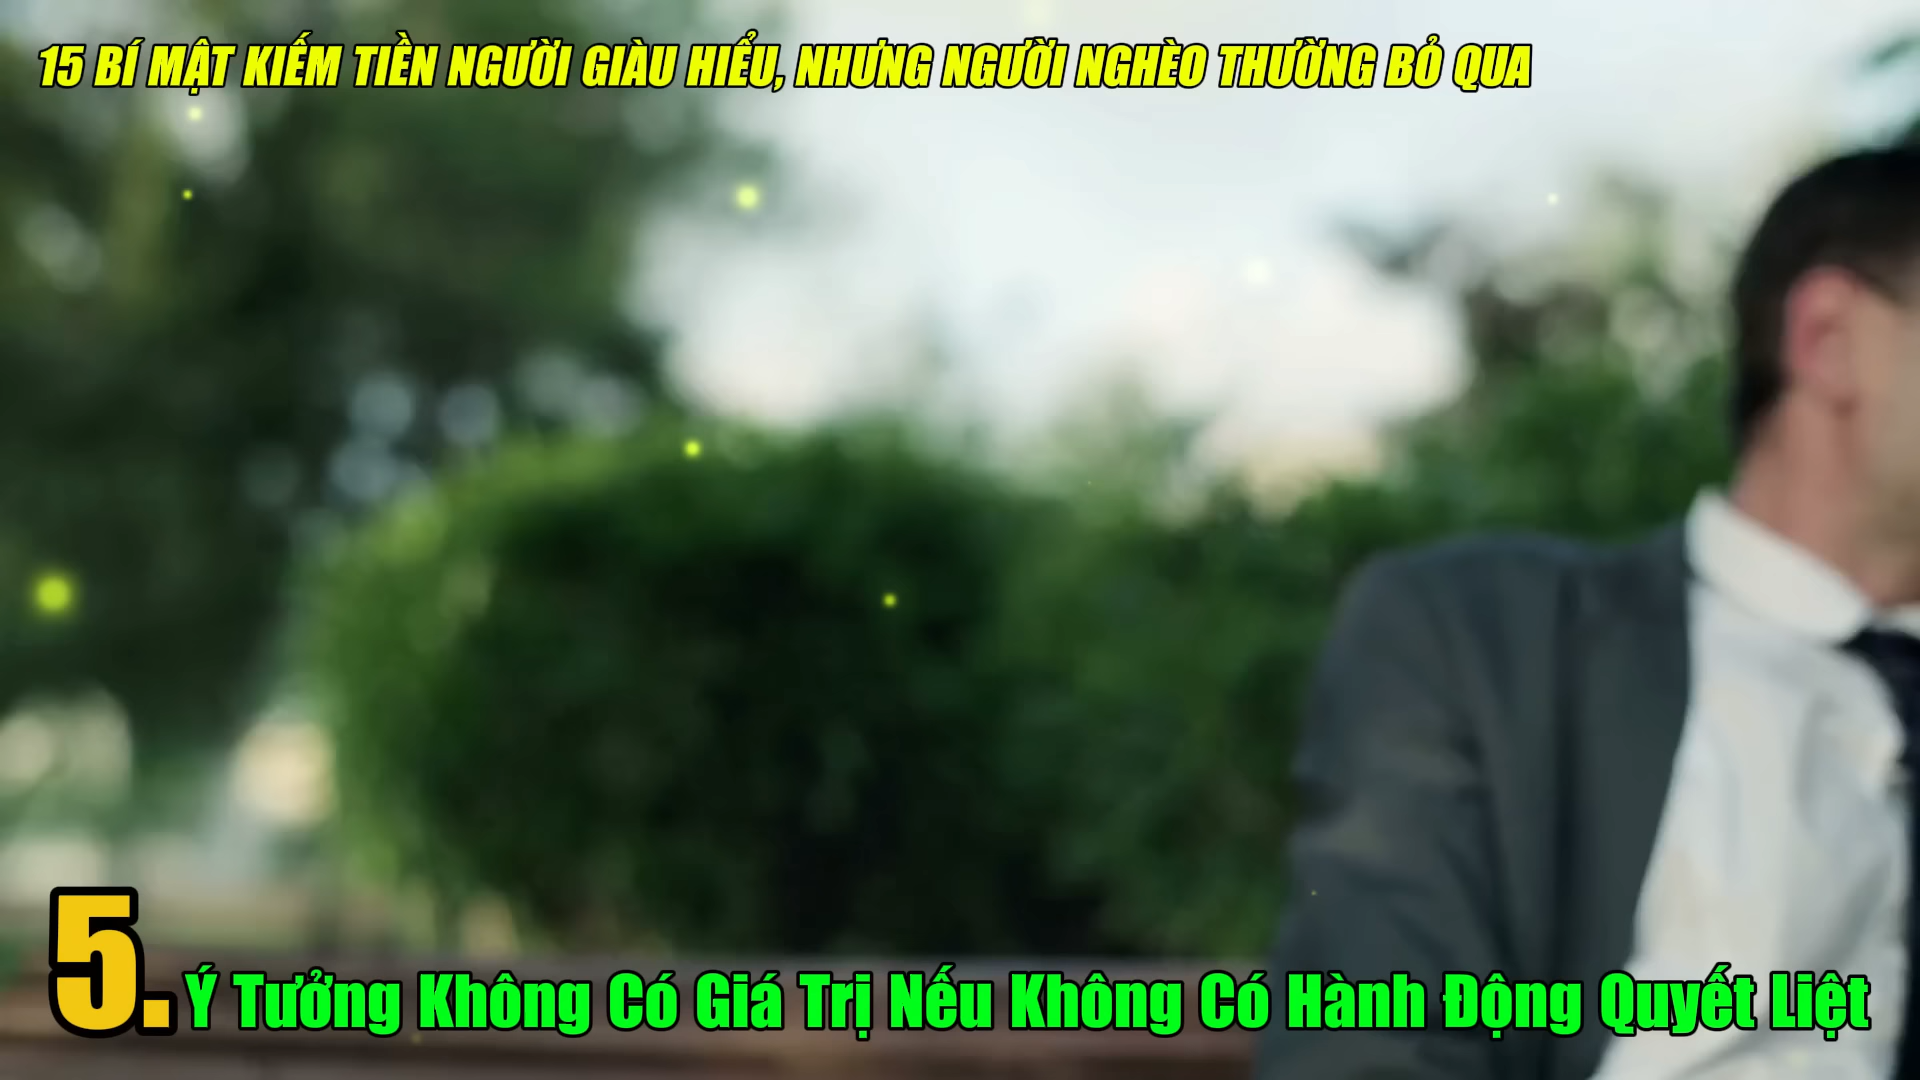 15 BÍ MẬT KIẾM TIỀN NGƯỜI GIÀU HIỂU, NHƯNG NGƯỜI NGHÈO THƯỜNG BỎ QUA
5. Ý Tưởng Không Có Giá Trị Nếu Không Có Hành Động Quyết Liệt